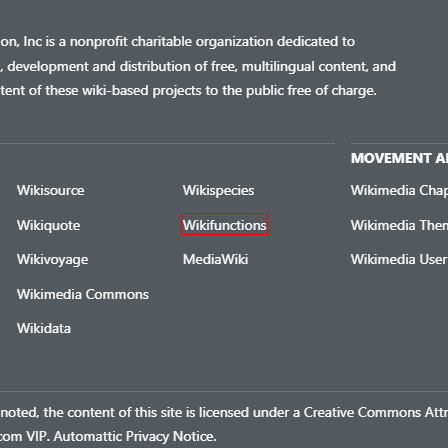 on, Inc is a nonprofit charitable organization dedicated to
, development and distribution of free, multilingual content, and
tent of these wiki-based projects to the public free of charge.
MOVEMENT A
Wikisource Wikispecies Wikimedia Chap
Wikiquote Wikifunctions Wikimedia Them
Wikivoyage MediaWiki Wikimedia User
Wikimedia Commons
Wikidata
noted, the content of this site is licensed under a Creative Commons Attr
com VIP. Automattic Privacy Notice.